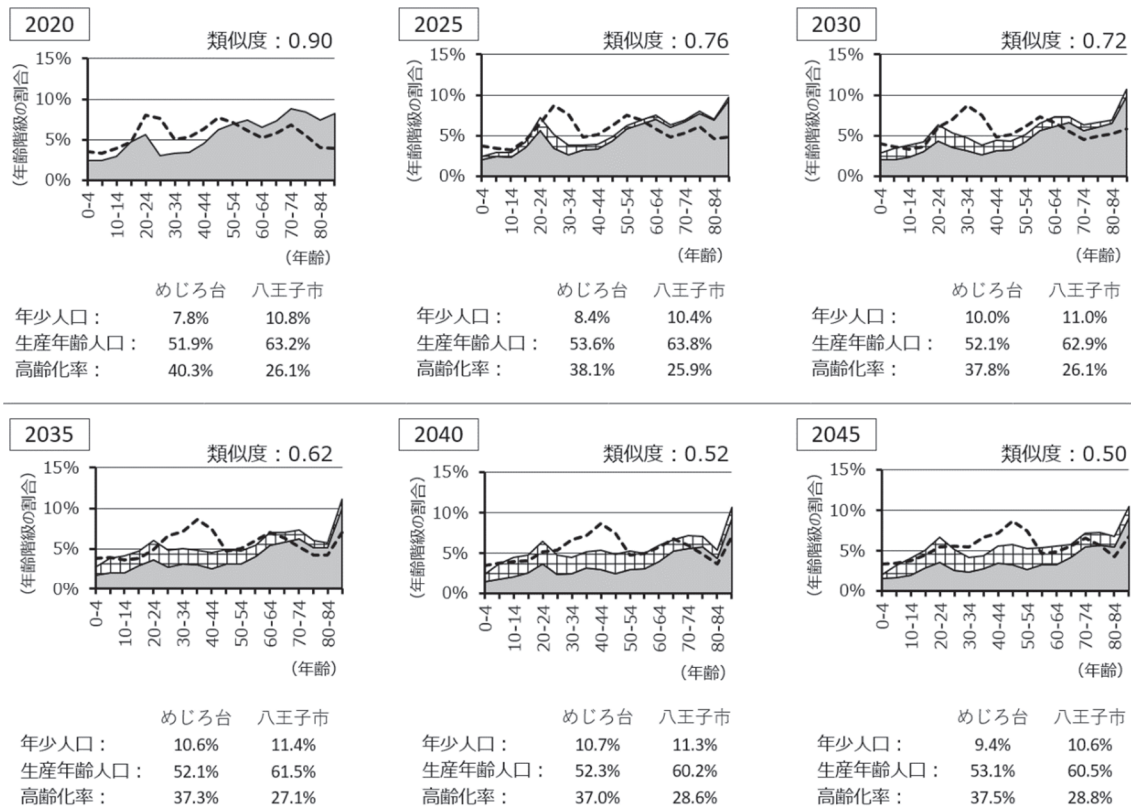 2020
類似度：0.90
15%
10%
5%
0%
(年齢階級の割合)
0-4
10-14
20-24
30-34
40-44
50-54
60-64
70-74
80-84
(年齢)
めじろ台 八王子市
年少人口： 7.8% 10.8%
生産年齢人口： 51.9% 63.2%
高齢化率： 40.3% 26.1%
2025
類似度：0.76
15%
10%
5%
0%
(年齢階級の割合)
0-4
10-14
20-24
30-34
40-44
50-54
60-64
70-74
80-84
(年齢)
めじろ台 八王子市
年少人口： 8.4% 10.4%
生産年齢人口： 53.6% 63.8%
高齢化率： 38.1% 25.9%
2030
類似度：0.72
15%
10%
5%
0%
(年齢階級の割合)
0-4
10-14
20-24
30-34
40-44
50-54
60-64
70-74
80-84
(年齢)
めじろ台 八王子市
年少人口： 10.0% 11.0%
生産年齢人口： 52.1% 62.9%
高齢化率： 37.8% 26.1%
2035
類似度：0.62
15%
10%
5%
0%
(年齢階級の割合)
0-4
10-14
20-24
30-34
40-44
50-54
60-64
70-74
80-84
(年齢)
めじろ台 八王子市
年少人口： 10.6% 11.4%
生産年齢人口： 52.1% 61.5%
高齢化率： 37.3% 27.1%
2040
類似度：0.52
15%
10%
5%
0%
(年齢階級の割合)
0-4
10-14
20-24
30-34
40-44
50-54
60-64
70-74
80-84
(年齢)
めじろ台 八王子市
年少人口： 10.7% 11.3%
生産年齢人口： 52.3% 60.2%
高齢化率： 37.0% 28.6%
2045
類似度：0.50
15%
10%
5%
0%
(年齢階級の割合)
0-4
10-14
20-24
30-34
40-44
50-54
60-64
70-74
80-84
(年齢)
めじろ台 八王子市
年少人口： 9.4% 10.6%
生産年齢人口： 53.1% 60.5%
高齢化率： 37.5% 28.8%